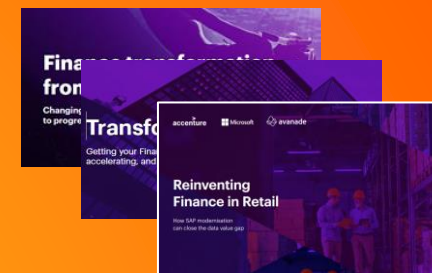 Finance transformation
from
Changing
to progre
Transfo
Getting your Fina
accelerating, and
accenture Microsoft avanade
Reinventing
Finance in Retail
How SAP modernisation
can close the data value gap